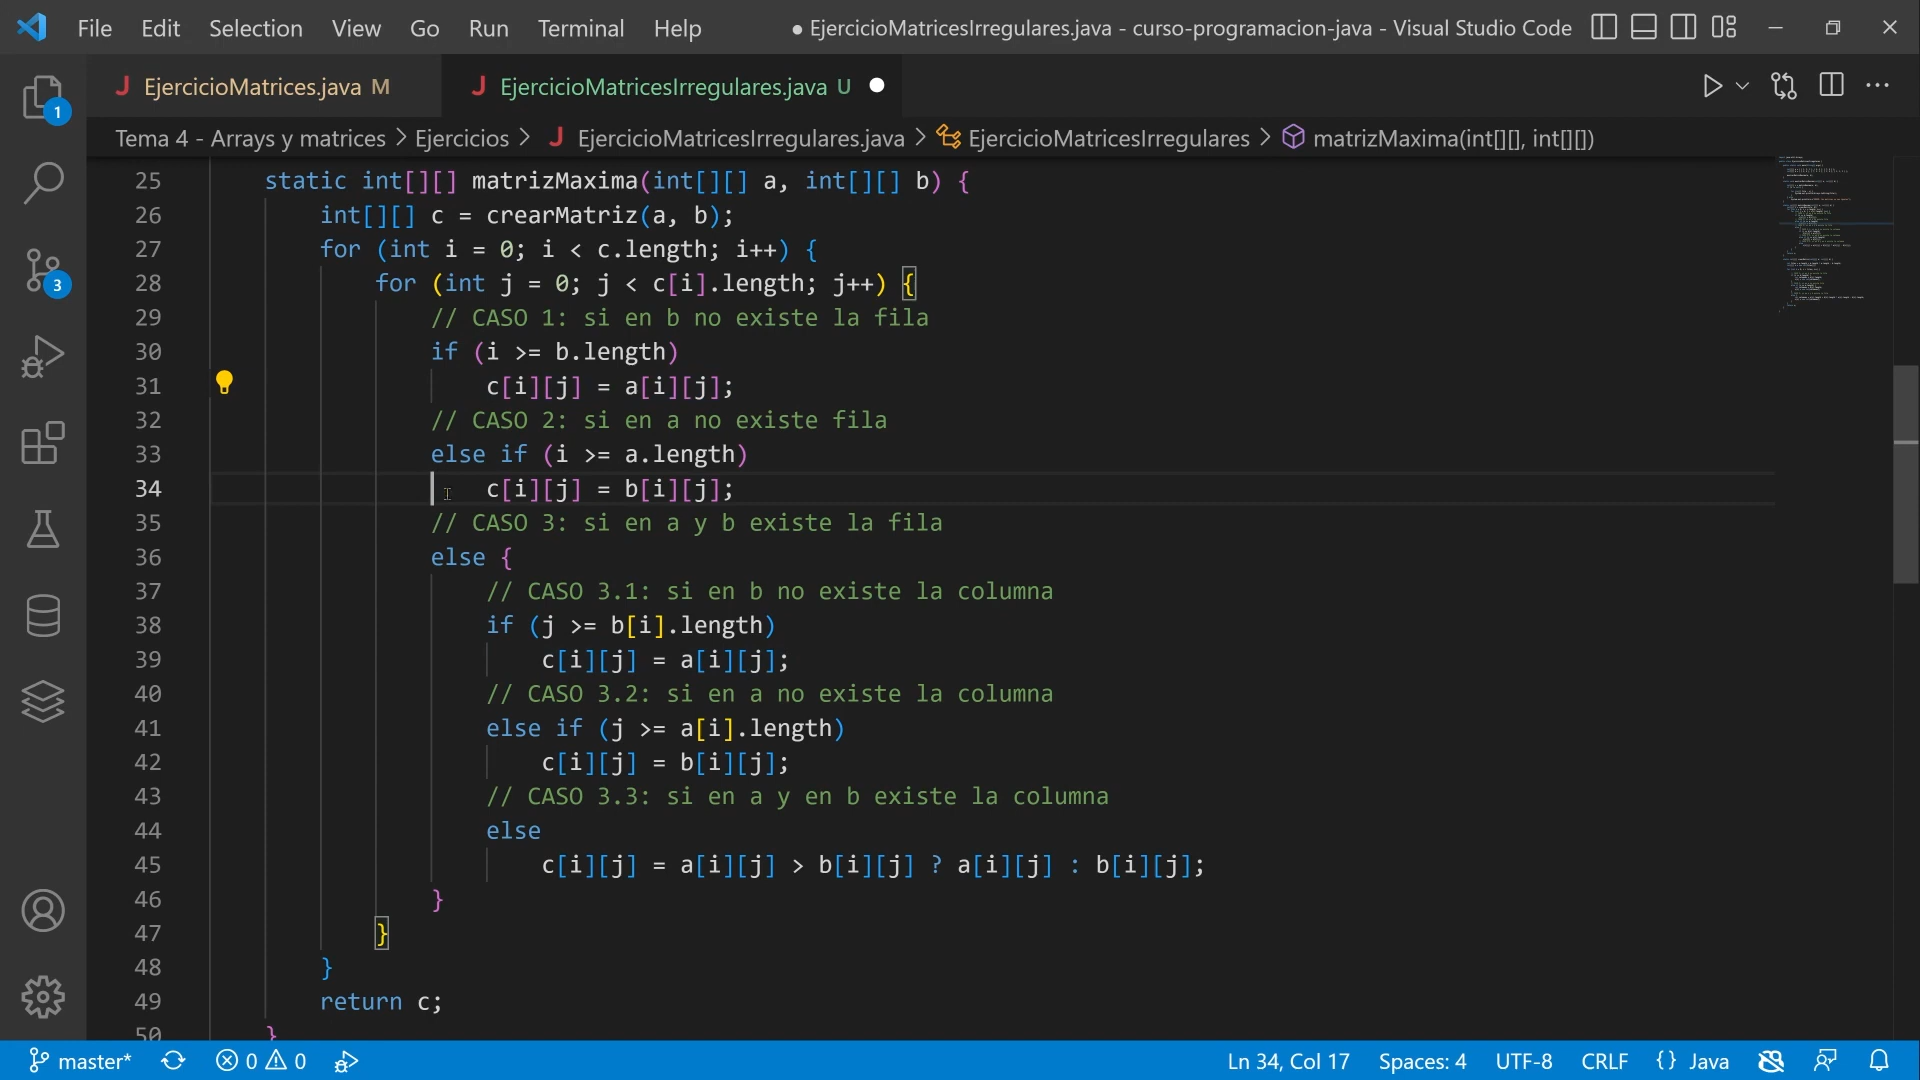 File Edit Selection View Go Run Terminal Help ● EjercicioMatricesIrregulares.java - curso-programacion-java - Visual Studio Code
1
3
J EjercicioMatrices.java M J EjercicioMatricesIrregulares.java U
Tema 4 - Arrays y matrices > Ejercicios > J EjercicioMatricesIrregulares.java > EjercicioMatricesIrregulares > matrizMaxima(int[][], int[][])
25 static int[][] matrizMaxima(int[][] a, int[][] b) {
26 int[][] c = crearMatriz(a, b);
27 for (int i = 0; i < c.length; i++) {
28 for (int j = 0; j < c[i].length; j++) {
29 // CASO 1: si en b no existe la fila
30 if (i >= b.length)
31 c[i][j] = a[i][j];
32 // CASO 2: si en a no existe fila
33 else if (i >= a.length)
34 c[i][j] = b[i][j];
35 // CASO 3: si en a y b existe la fila
36 else {
37 // CASO 3.1: si en b no existe la columna
38 if (j >= b[i].length)
39 c[i][j] = a[i][j];
40 // CASO 3.2: si en a no existe la columna
41 else if (j >= a[i].length)
42 c[i][j] = b[i][j];
43 // CASO 3.3: si en a y en b existe la columna
44 else
45 c[i][j] = a[i][j] > b[i][j] ? a[i][j] : b[i][j];
46 }
47 }
48 }
49 return c;
50 }
master* 0 0 Ln 34, Col 17 Spaces: 4 UTF-8 CRLF {} Java